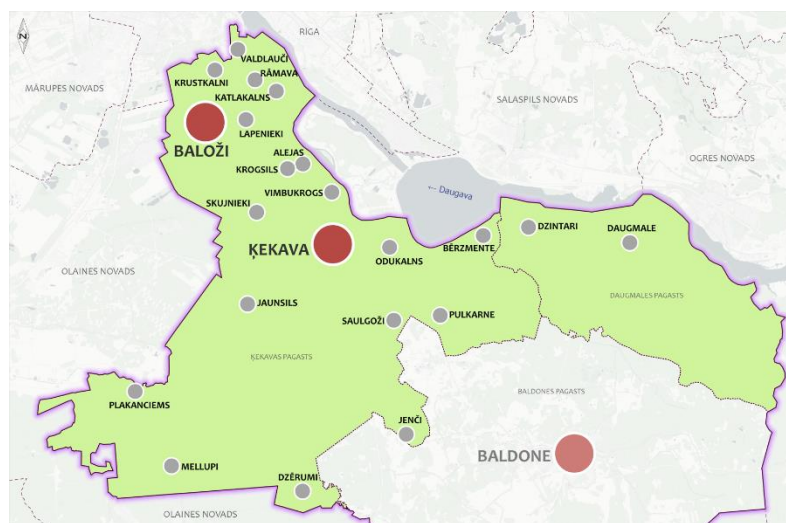 N
RĪGA
VALDLAUČI
MĀRUPES NOVADS
KRUSTKALNI
RĀMAVA
KATLAKALNS
SALASPILS NOVADS
LAPENIEKI
BALOŽI
ALEJAS
KROGSILS
OGRES NOVADS
VIMBUKROGS
← Daugava
SKUJNIEKI
DZINTARI
DAUGMALE
ĶEKAVA
ODUKALNS
BĒRZMENTE
OLAINES NOVADS
DAUGMALES PAGASTS
JAUNSILS
SAULGOŽI
PULKARNE
ĶEKAVAS PAGASTS
BALDONES PAGASTS
PLAKANCIEMS
JENČI
BALDONE
MELLUPI
DZĒRUMI
OLAINES NOVADS